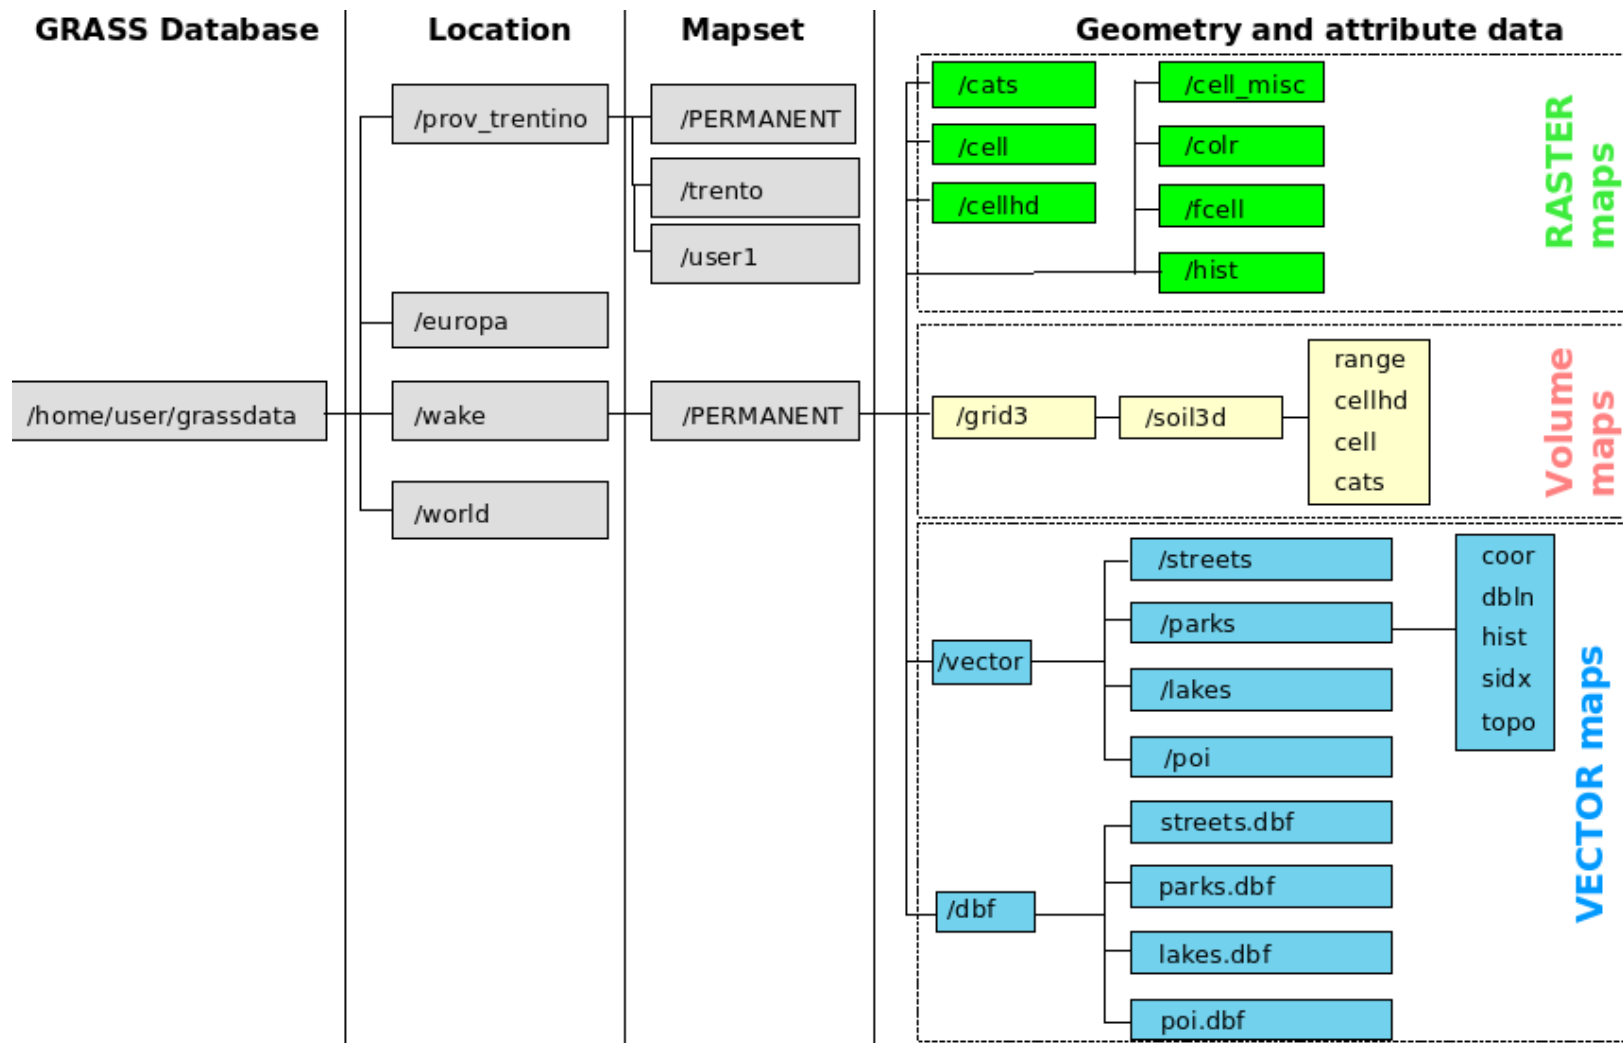 GRASS Database
Location
Mapset
Geometry and attribute data
/home/user/grassdata
/prov_trentino
/europa
/wake
/world
/PERMANENT
/trento
/user1
/PERMANENT
/cats
/cell
/cellhd
/cell_misc
/colr
/fcell
/hist
RASTER
maps
/grid3
/soil3d
range
cellhd
cell
cats
Volume
maps
/vector
/streets
/parks
/lakes
/poi
coor
dbln
hist
sidx
topo
/dbf
streets.dbf
parks.dbf
lakes.dbf
poi.dbf
VECTOR maps